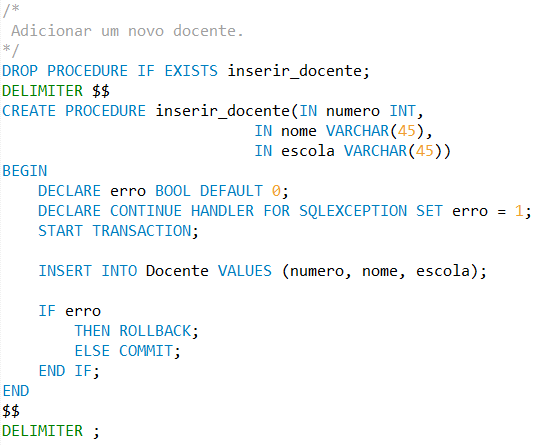 /*
 Adicionar um novo docente.
*/
DROP PROCEDURE IF EXISTS inserir_docente;
DELIMITER $$
CREATE PROCEDURE inserir_docente(IN numero INT,
                            IN nome VARCHAR(45),
                            IN escola VARCHAR(45))
BEGIN
    DECLARE erro BOOL DEFAULT 0;
    DECLARE CONTINUE HANDLER FOR SQLEXCEPTION SET erro = 1;
    START TRANSACTION;

    INSERT INTO Docente VALUES (numero, nome, escola);

    IF erro
        THEN ROLLBACK;
        ELSE COMMIT;
    END IF;
END
$$
DELIMITER ;